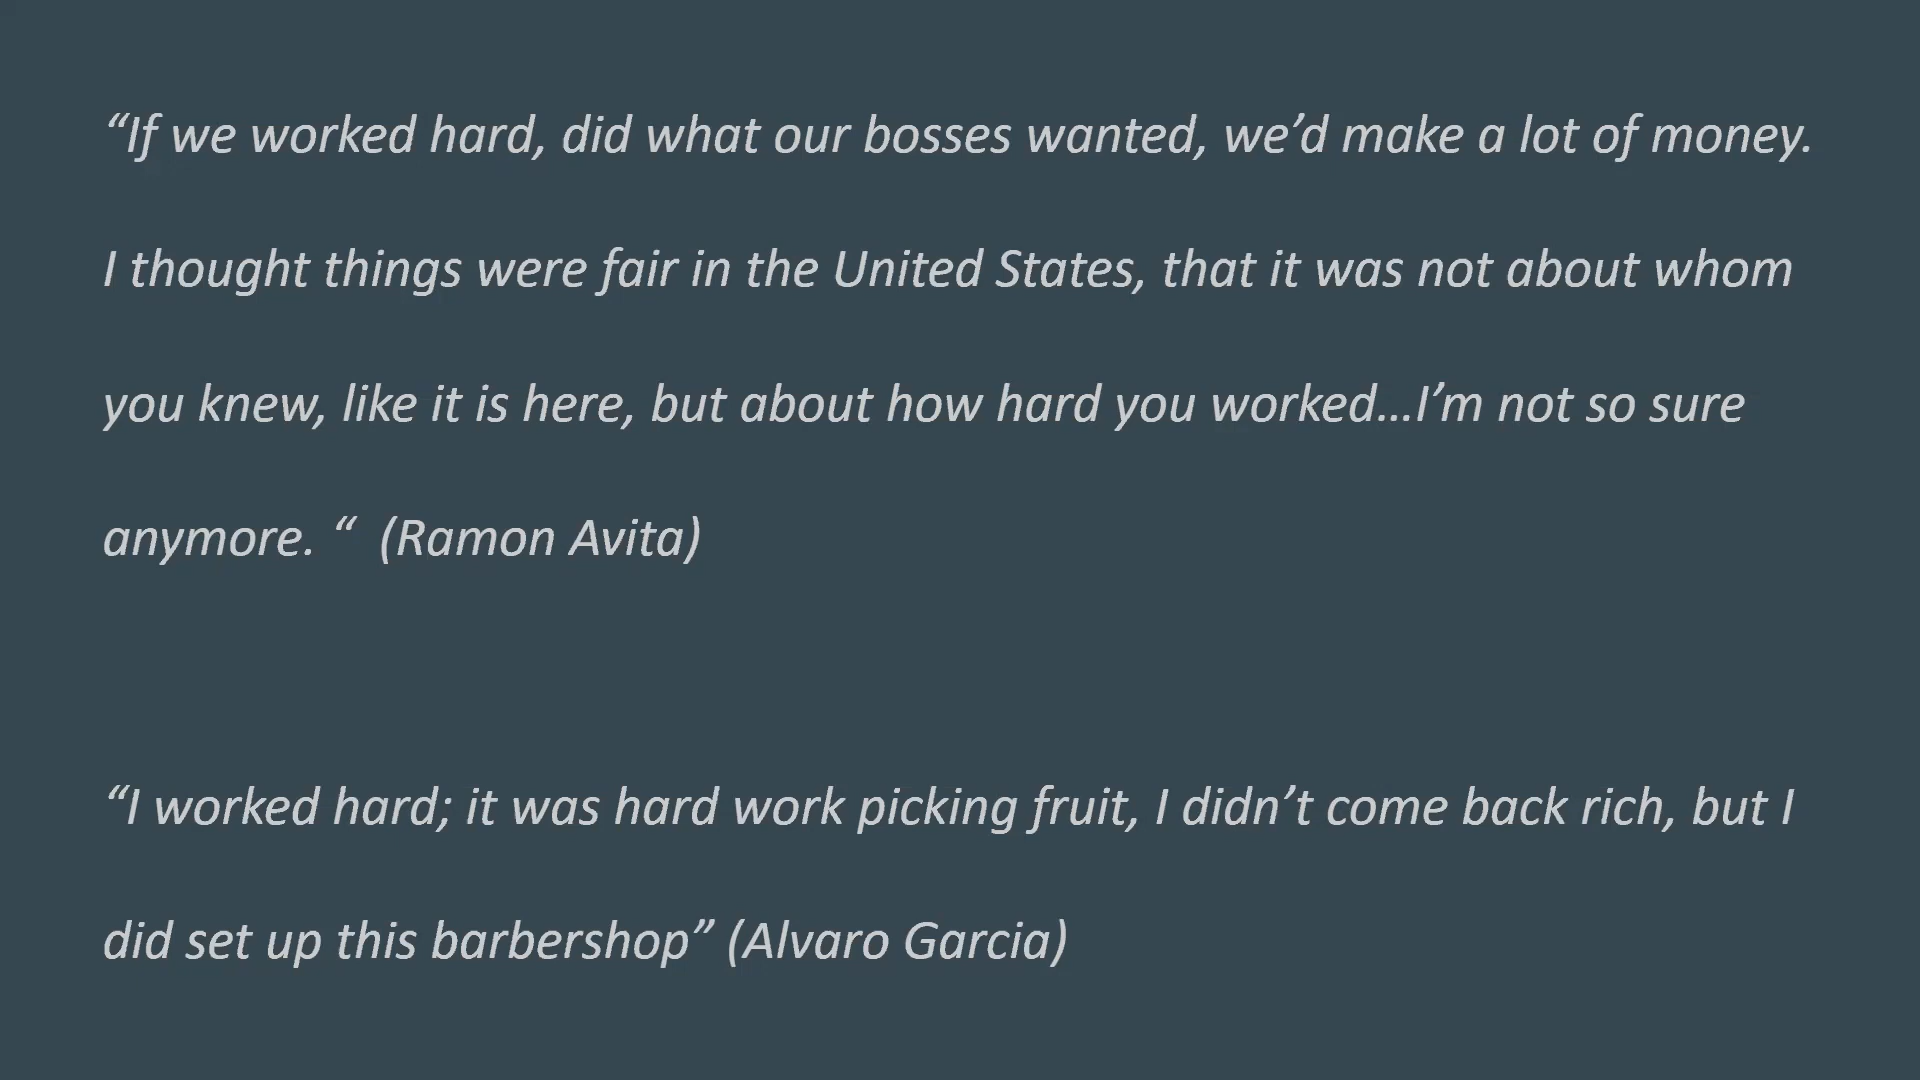 “If we worked hard, did what our bosses wanted, we’d make a lot of money.
I thought things were fair in the United States, that it was not about whom
you knew, like it is here, but about how hard you worked…I’m not so sure
anymore. “  (Ramon Avita)
“I worked hard; it was hard work picking fruit, I didn’t come back rich, but I
did set up this barbershop” (Alvaro Garcia)